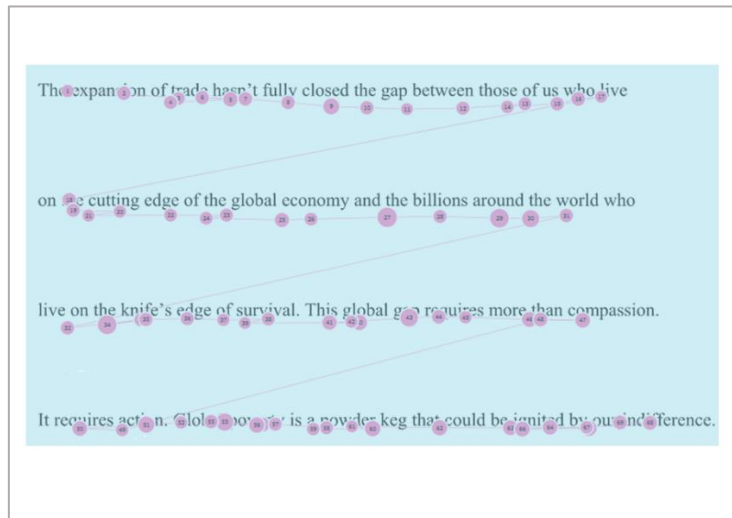 The expansion of trade hasn't fully closed the gap between those of us who live
on the cutting edge of the global economy and the billions around the world who
live on the knife's edge of survival. This global gap requires more than compassion.
It requires action. Global poverty is a powder keg that could be ignited by our indifference.